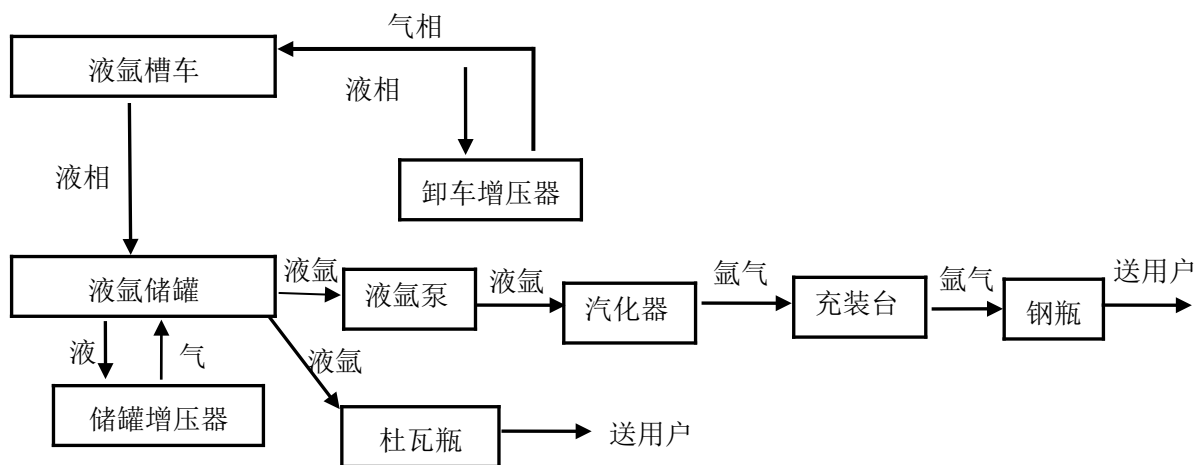 气相
液氩槽车
液相
卸车增压器
液相
液氩储罐
液氩
液氩泵
液氩
汽化器
氩气
充装台
氩气
钢瓶
送用户
液
气
储罐增压器
液氩
杜瓦瓶
送用户